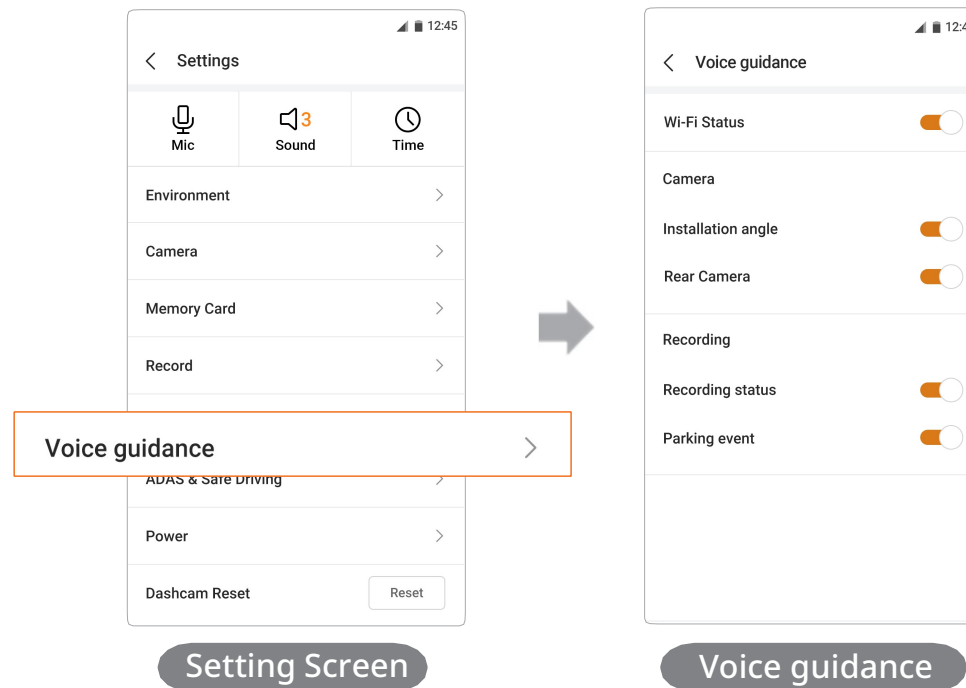 12:45
Settings
3
Mic
Sound
Time
Environment
Camera
Memory Card
Record
Voice guidance
ADAS & Safe Driving
Power
Dashcam Reset
Reset
Setting Screen
12:4
Voice guidance
Wi-Fi Status
Camera
Installation angle
Rear Camera
Recording
Recording status
Parking event
Voice guidance